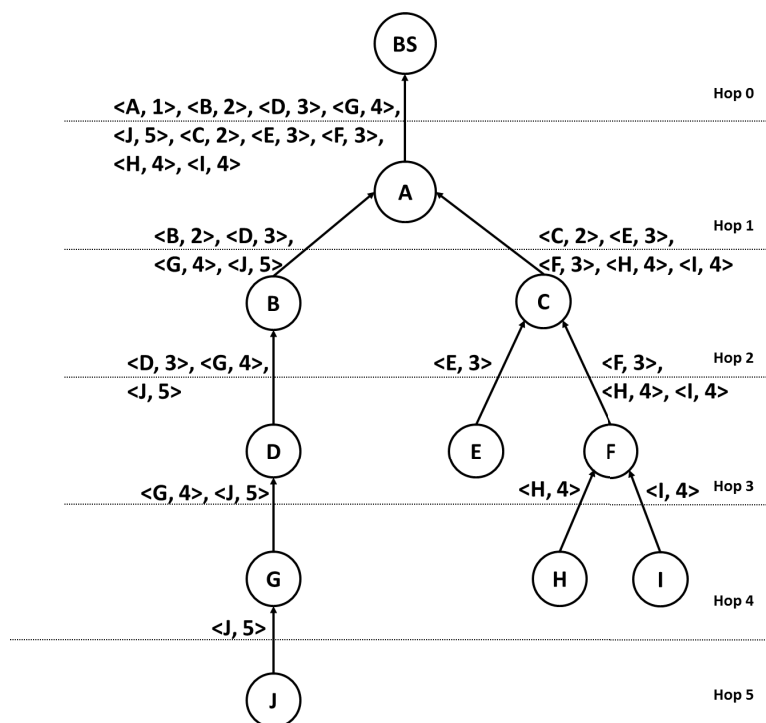 BS
Hop 0
<A, 1>, <B, 2>, <D, 3>, <G, 4>,
<J, 5>, <C, 2>, <E, 3>, <F, 3>,
<H, 4>, <I, 4>
A
Hop 1
<B, 2>, <D, 3>,
<G, 4>, <J, 5>
<C, 2>, <E, 3>,
<F, 3>, <H, 4>, <I, 4>
B
C
Hop 2
<D, 3>, <G, 4>,
<J, 5>
<E, 3>
<F, 3>,
<H, 4>, <I, 4>
D
E
F
Hop 3
<G, 4>, <J, 5>
<H, 4>
<I, 4>
G
H
I
Hop 4
<J, 5>
J
Hop 5